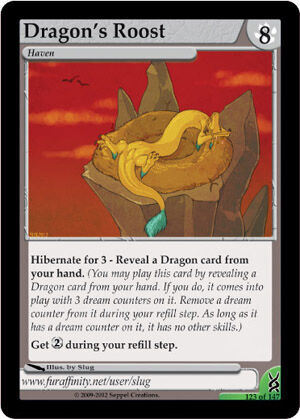 Dragon's Roost
8
Haven
Hibernate for 3 - Reveal a Dragon card from
your hand. (You may play this card by revealing a
Dragon card from your hand. If you do, it comes
into play with 3 dream counters on it. Remove a dream
counter from it during your refill step. As long as it
has a dream counter on it, it has no other skills.)
Get 2 during your refill step.
Illus. by Slug
www.furaffinity.net/user/slug
123 of 147
© 2009-2012 Seppel Creations.